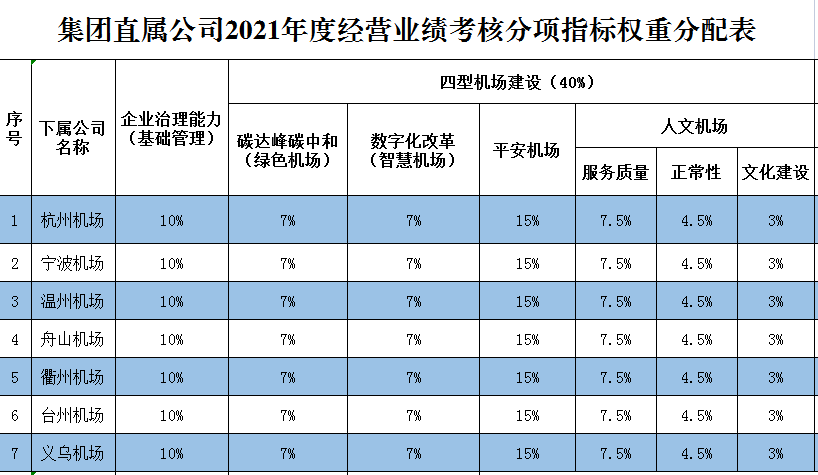 集团直属公司2021年度经营业绩考核分项指标权重分配表
序号 下属公司名称 企业治理能力（基础管理） 四型机场建设（40%）
碳达峰碳中和（绿色机场） 数字化改革（智慧机场） 平安机场 人文机场
服务质量 正常性 文化建设
1 杭州机场 10% 7% 7% 15% 7.5% 4.5% 3%
2 宁波机场 10% 7% 7% 15% 7.5% 4.5% 3%
3 温州机场 10% 7% 7% 15% 7.5% 4.5% 3%
4 舟山机场 10% 7% 7% 15% 7.5% 4.5% 3%
5 衢州机场 10% 7% 7% 15% 7.5% 4.5% 3%
6 台州机场 10% 7% 7% 15% 7.5% 4.5% 3%
7 义乌机场 10% 7% 7% 15% 7.5% 4.5% 3%